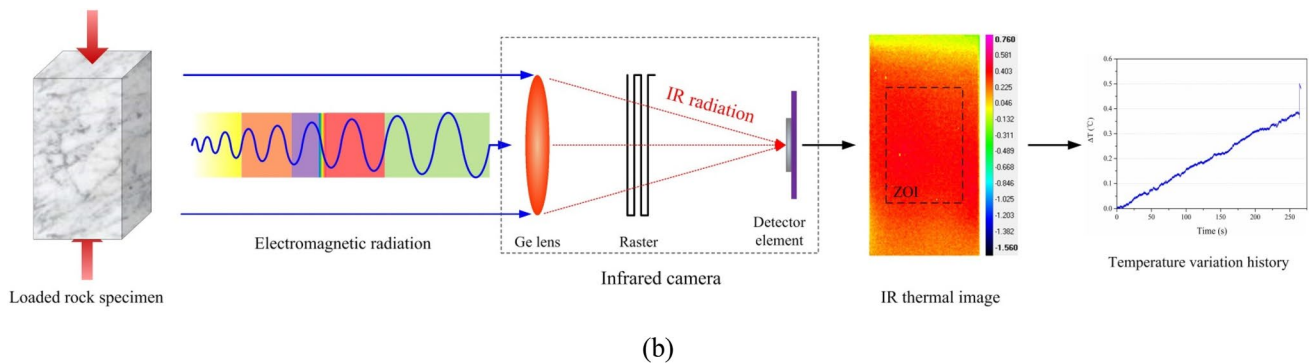 Loaded rock specimen
Electromagnetic radiation
IR radiation
Ge lens
Raster
Detector
element
Infrared camera
ZOI
0.760
0.581
0.403
0.225
0.046
-0.132
-0.311
-0.489
-0.668
-0.846
-1.025
-1.203
-1.382
-1.560
IR thermal image
ΔT (℃)
0.6
0.5
0.4
0.3
0.2
0.1
0.0
0 50 100 150 200 250
Time (s)
Temperature variation history
(b)